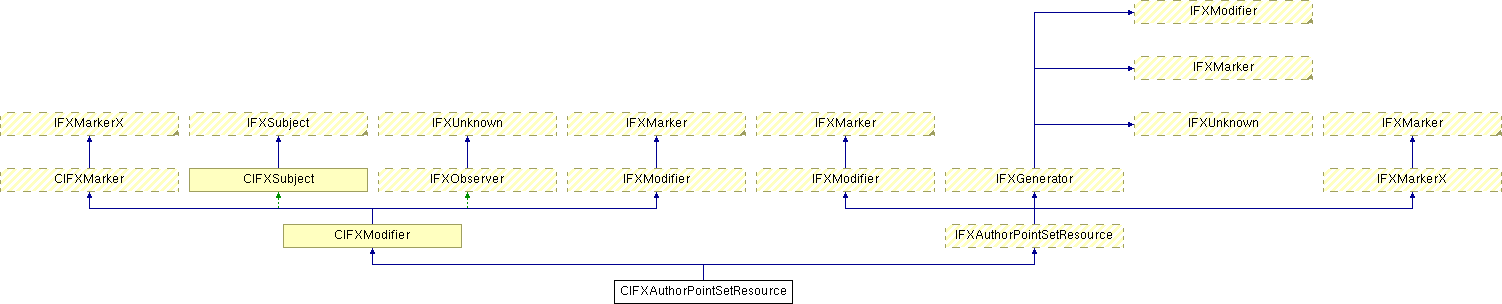 IFXModifier
IFXMarker
IFXMarkerX
IFXSubject
IFXUnknown
IFXMarker
IFXMarker
IFXUnknown
IFXMarker
CIFXMarker
CIFXSubject
IFXObserver
IFXModifier
IFXModifier
IFXGenerator
IFXMarkerX
CIFXModifier
IFXAuthorPointSetResource
CIFXAuthorPointSetResource